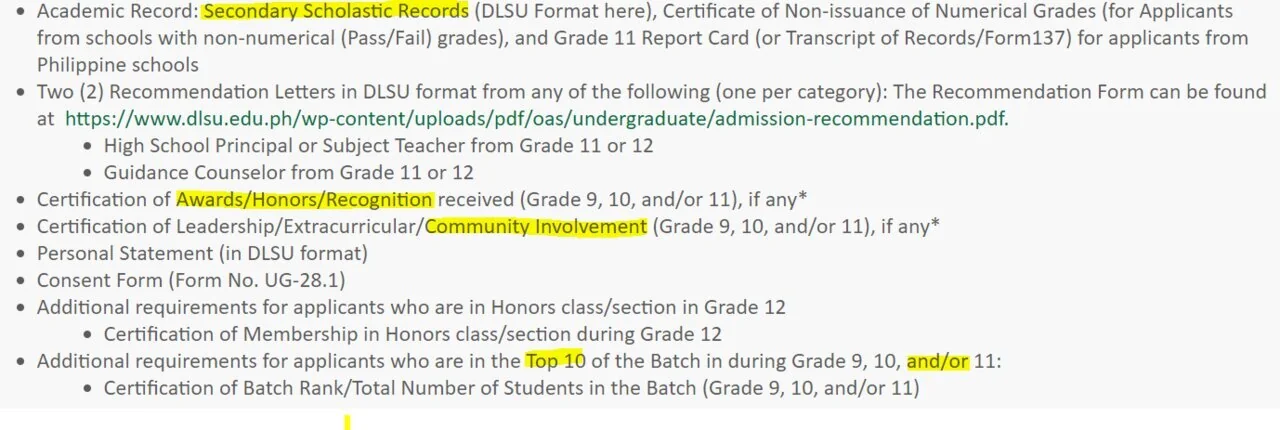 • Academic Record: Secondary Scholastic Records (DLSU Format here), Certificate of Non-issuance of Numerical Grades (for Applicants
from schools with non-numerical (Pass/Fail) grades), and Grade 11 Report Card (or Transcript of Records/Form137) for applicants from
Philippine schools
• Two (2) Recommendation Letters in DLSU format from any of the following (one per category): The Recommendation Form can be found
at https://www.dlsu.edu.ph/wp-content/uploads/pdf/oas/undergraduate/admission-recommendation.pdf.
• High School Principal or Subject Teacher from Grade 11 or 12
• Guidance Counselor from Grade 11 or 12
• Certification of Awards/Honors/Recognition received (Grade 9, 10, and/or 11), if any*
• Certification of Leadership/Extracurricular/Community Involvement (Grade 9, 10, and/or 11), if any*
• Personal Statement (in DLSU format)
• Consent Form (Form No. UG-28.1)
• Additional requirements for applicants who are in Honors class/section in Grade 12
• Certification of Membership in Honors class/section during Grade 12
• Additional requirements for applicants who are in the Top 10 of the Batch in during Grade 9, 10, and/or 11:
• Certification of Batch Rank/Total Number of Students in the Batch (Grade 9, 10, and/or 11)